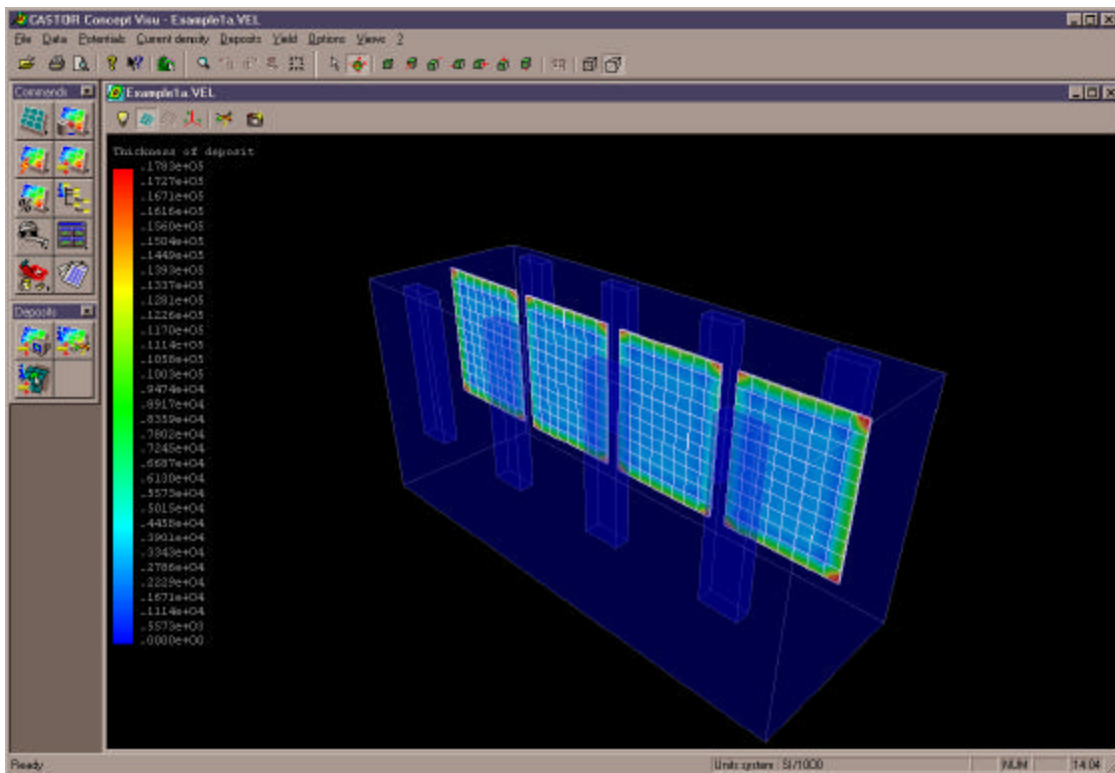 CASTOR Concept Visu - Example1a.VEL
File Data Potentials Current density Deposits Yield Options Views ?
Commands
Example1a.VEL
Thickness of deposit
.1783e+05
.1727e+05
.1671e+05
.1616e+05
.1560e+05
.1504e+05
.1449e+05
.1393e+05
.1337e+05
.1281e+05
.1226e+05
.1170e+05
.1114e+05
.1058e+05
.1003e+05
.9474e+04
.8917e+04
.8359e+04
.7802e+04
.7245e+04
.6687e+04
.6130e+04
.5573e+04
.5015e+04
.4458e+04
.3901e+04
.3343e+04
.2786e+04
.2229e+04
.1671e+04
.1114e+04
.5573e+03
.0000e+00
Deposits
Ready
Units system : SI/1000
NUM
14:04